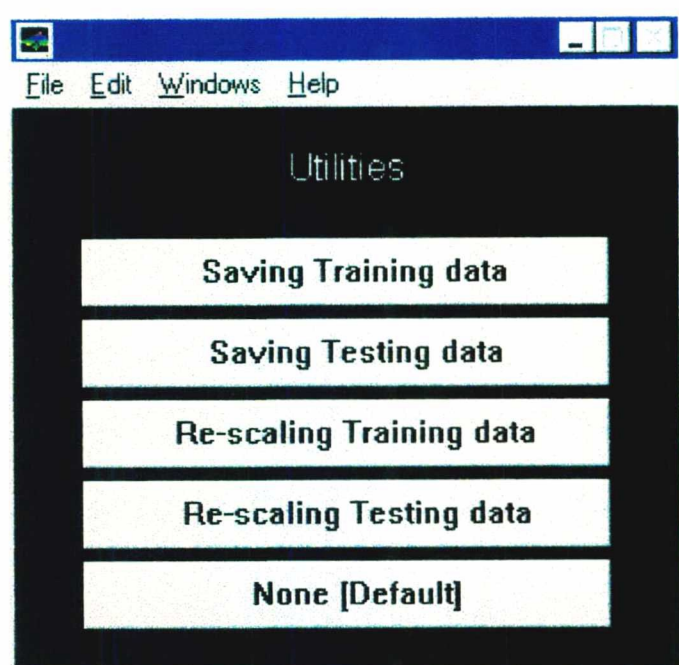 File Edit Windows Help
Utilities
Saving Training data
Saving Testing data
Re-scaling Training data
Re-scaling Testing data
None [Default]